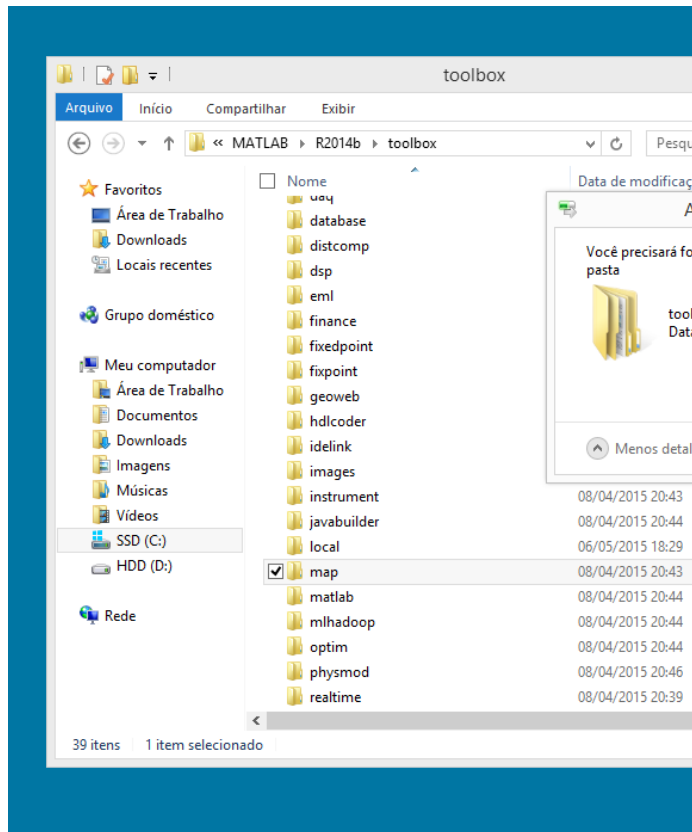 toolbox
Arquivo Início Compartilhar Exibir
« MATLAB R2014b toolbox Pesqu
Nome Data de modificaç
Favoritos
Área de Trabalho
Downloads
Locais recentes
Grupo doméstico
Meu computador
Área de Trabalho
Documentos
Downloads
Imagens
Músicas
Vídeos
SSD (C:)
HDD (D:)
Rede
daq
database
distcomp
dsp
eml
finance
fixedpoint
fixpoint
geoweb
hdlcoder
idelink
images
instrument 08/04/2015 20:43
javabuilder 08/04/2015 20:44
local 06/05/2015 18:29
map 08/04/2015 20:43
matlab 08/04/2015 20:44
mlhadoop 08/04/2015 20:44
optim 08/04/2015 20:44
physmod 08/04/2015 20:46
realtime 08/04/2015 20:39
A
Você precisará fo
pasta
tool
Data
Menos detal
39 itens 1 item selecionado